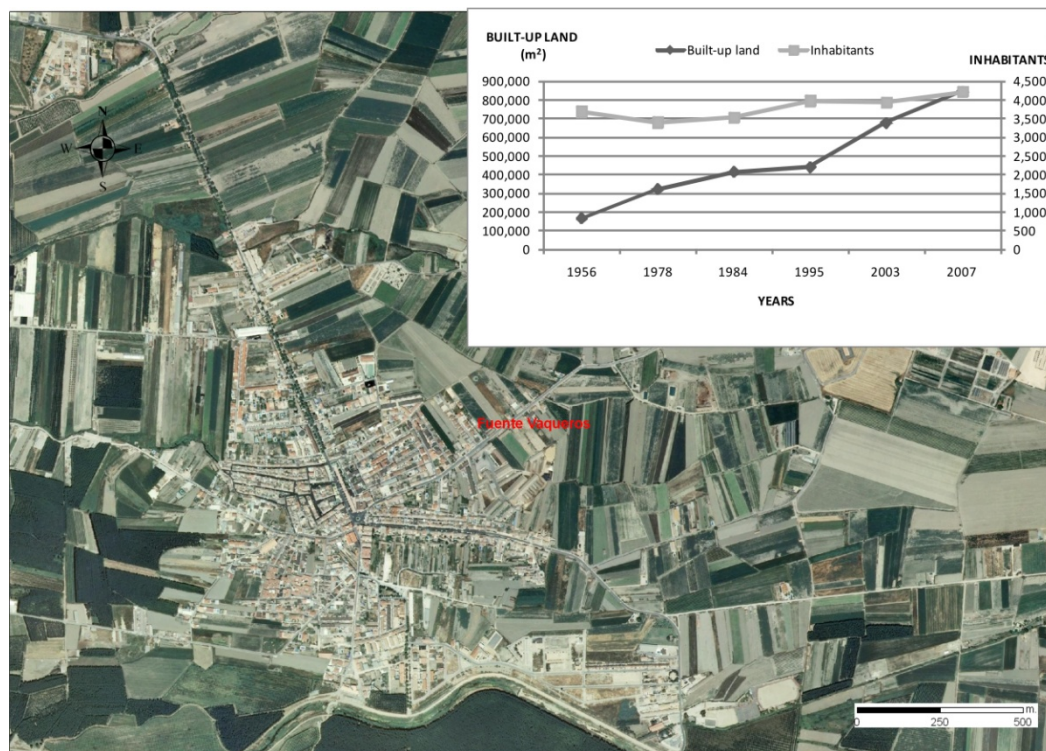 BUILT-UP LAND
(m²)
Built-up land
Inhabitants
INHABITANTS
900,000
800,000
700,000
600,000
500,000
400,000
300,000
200,000
100,000
0
4,500
4,000
3,500
3,000
2,500
2,000
1,500
1,000
500
0
1956 1978 1984 1995 2003 2007
YEARS
N
W E
S
Fuente Vaqueros
m.
0 250 500